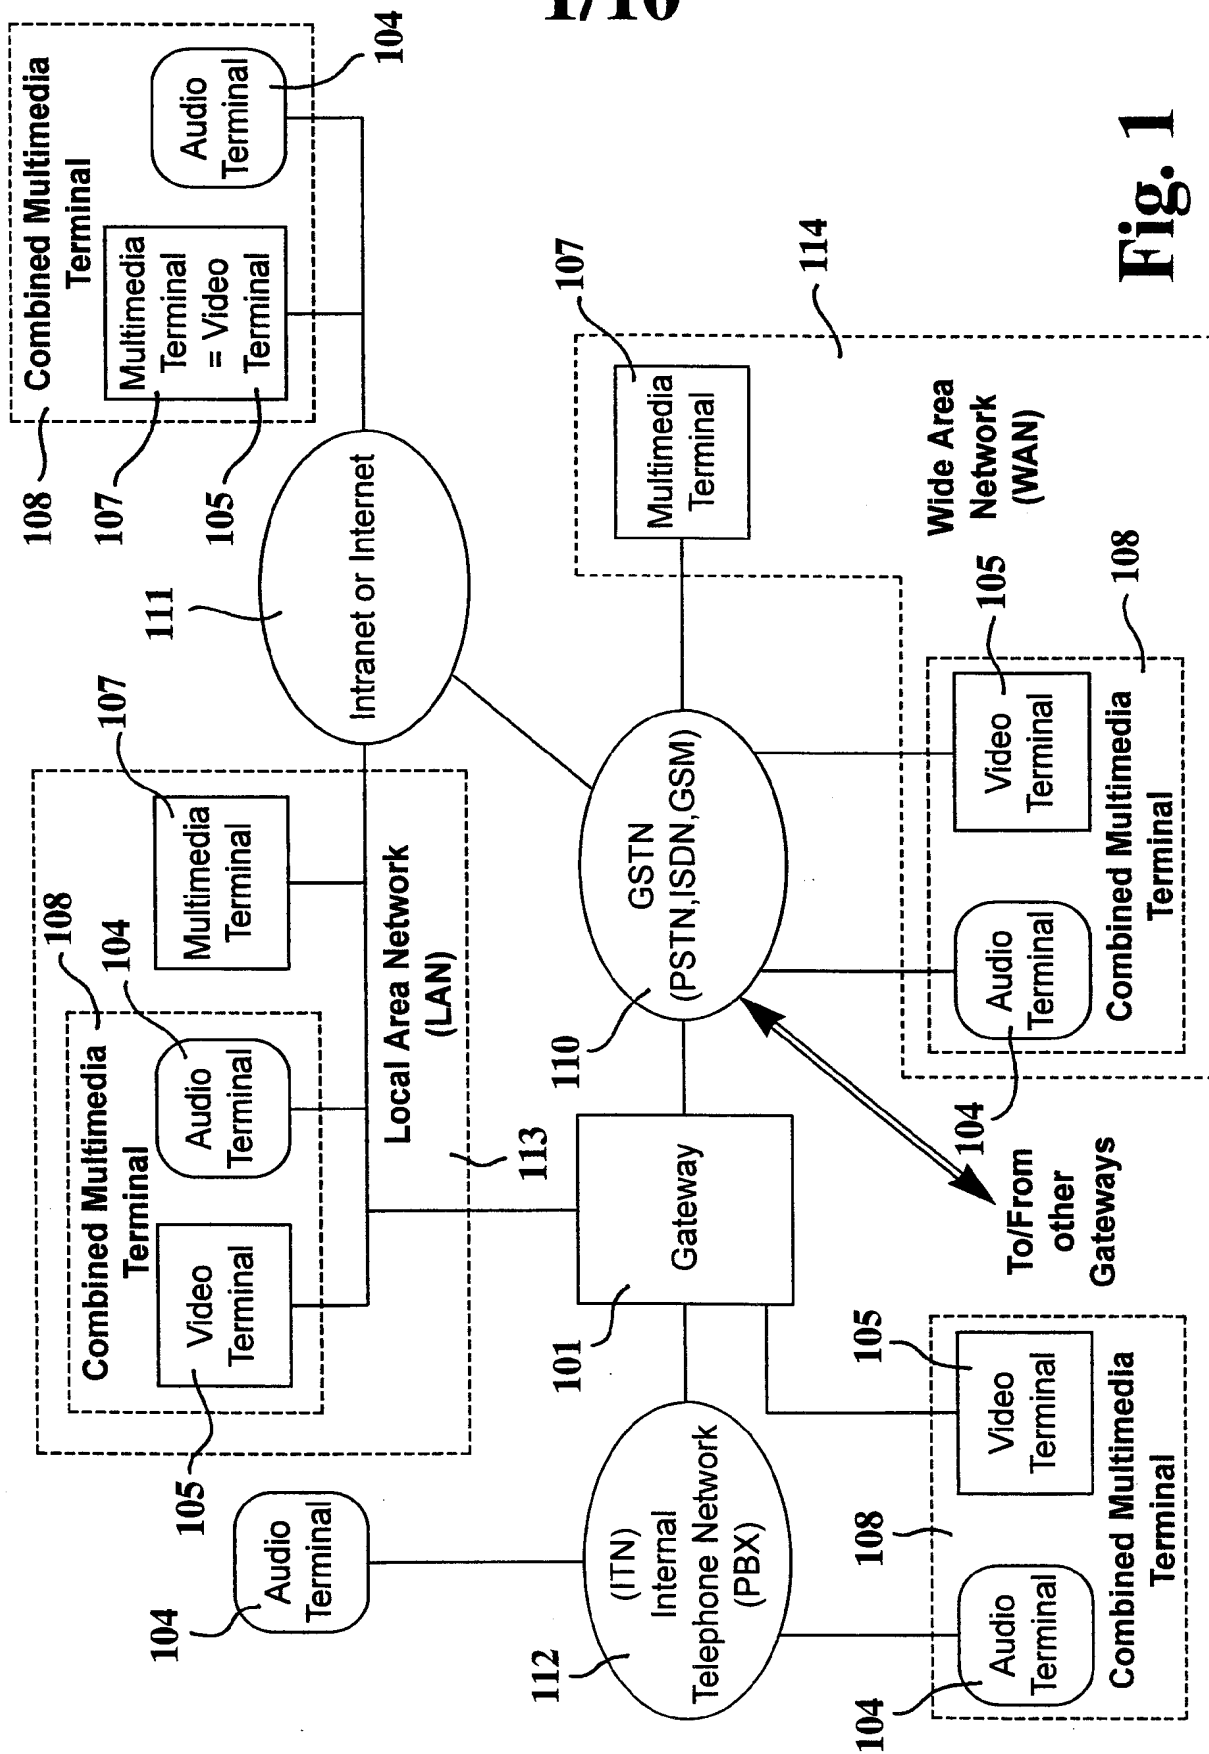 1/10
108
Combined Multimedia
Terminal
107
105
Multimedia
Terminal
= Video
Terminal
Audio
Terminal
104
111
Intranet or Internet
108
107
Combined Multimedia
Terminal
104
Video
Terminal
Audio
Terminal
Multimedia
Terminal
105
Local Area Network
(LAN)
113
104
Audio
Terminal
112
(ITN)
Internal
Telephone Network
(PBX)
101
Gateway
110
GSTN
(PSTN,ISDN,GSM)
107
Multimedia
Terminal
114
Wide Area
Network
(WAN)
105
108
Audio
Terminal
Video
Terminal
104
Combined Multimedia
Terminal
To/From
other
Gateways
105
108
104
Audio
Terminal
Video
Terminal
Combined Multimedia
Terminal
Fig. 1